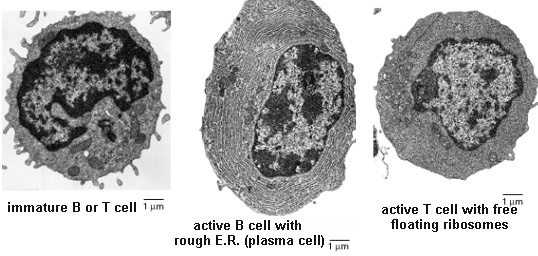 immature B or T cell
1 μm
active B cell with
rough E.R. (plasma cell)
1 μm
active T cell with free
floating ribosomes
1 μm